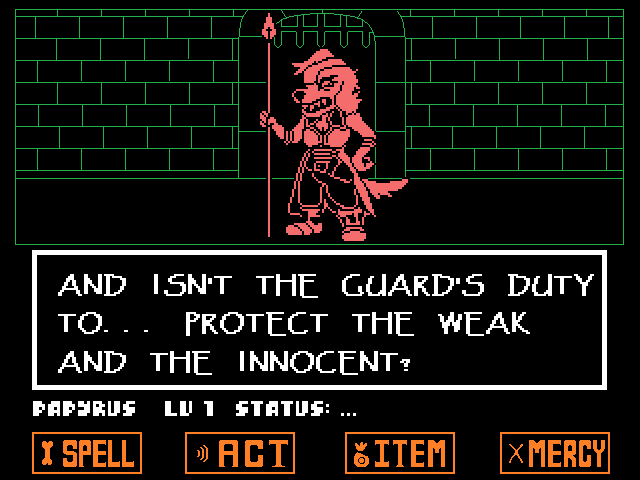 AND ISN'T THE GUARD'S DUTY
TO... PROTECT THE WEAK
AND THE INNOCENT?
PAPYRUS LV 1 STATUS: ...
SPELL ACT ITEM MERCY